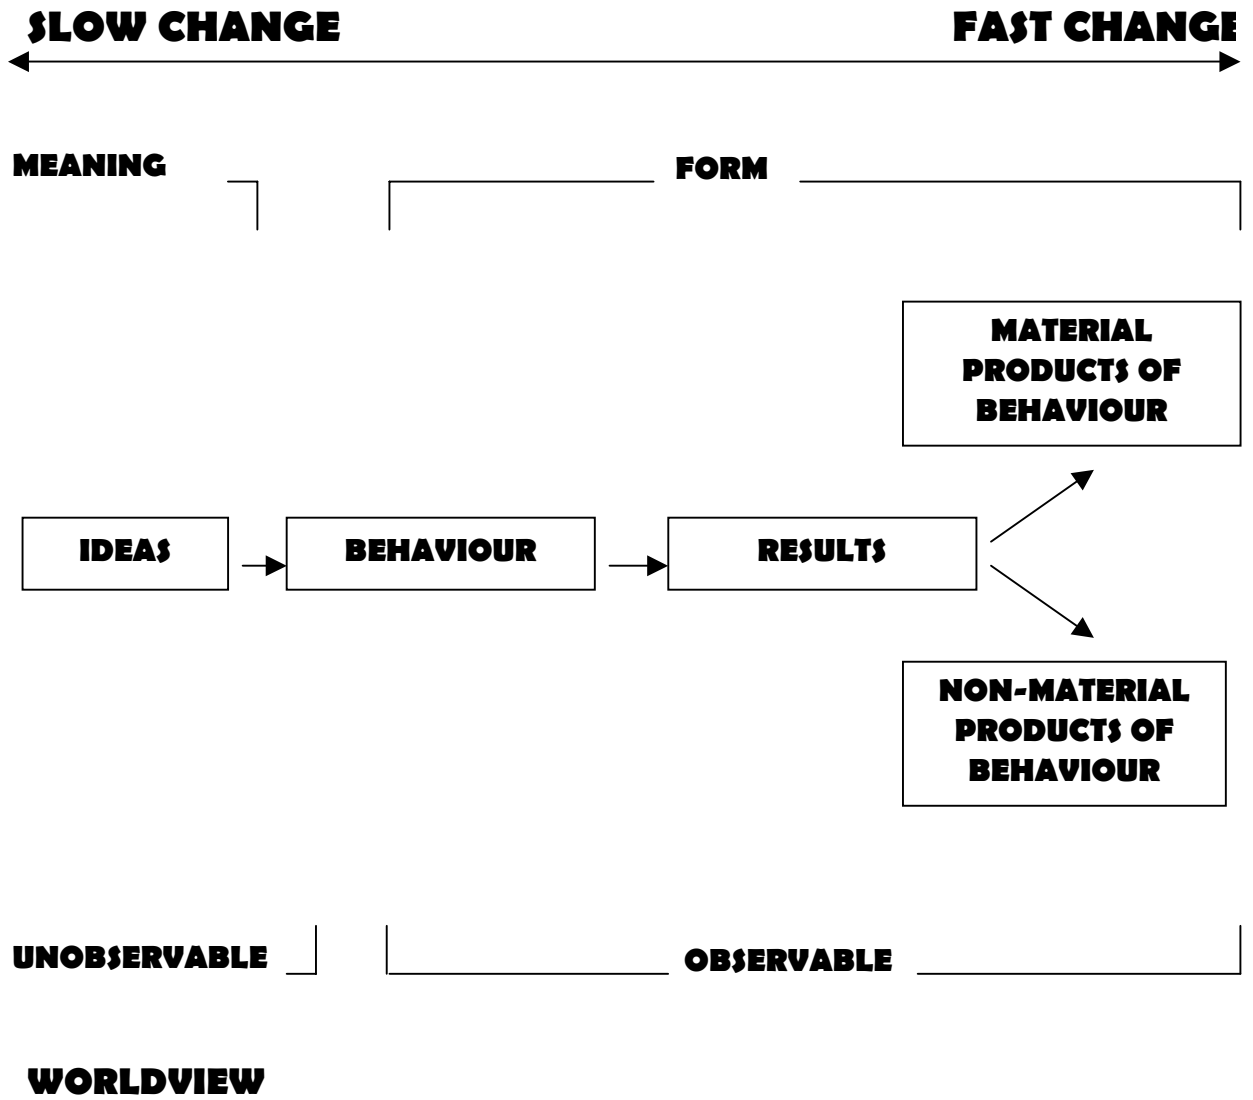 SLOW CHANGE FAST CHANGE
MEANING FORM
MATERIAL
PRODUCTS OF
BEHAVIOUR
IDEAS BEHAVIOUR RESULTS
NON-MATERIAL
PRODUCTS OF
BEHAVIOUR
UNOBSERVABLE OBSERVABLE
WORLDVIEW